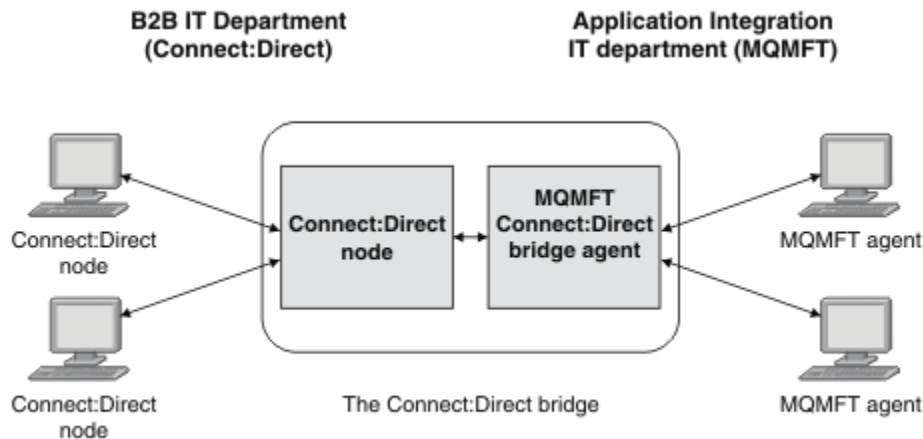 B2B IT Department
(Connect:Direct)
Application Integration
IT department (MQMFT)
Connect:Direct
node
Connect:Direct
node
MQMFT
Connect:Direct
bridge agent
MQMFT agent
Connect:Direct
node
The Connect:Direct bridge
MQMFT agent